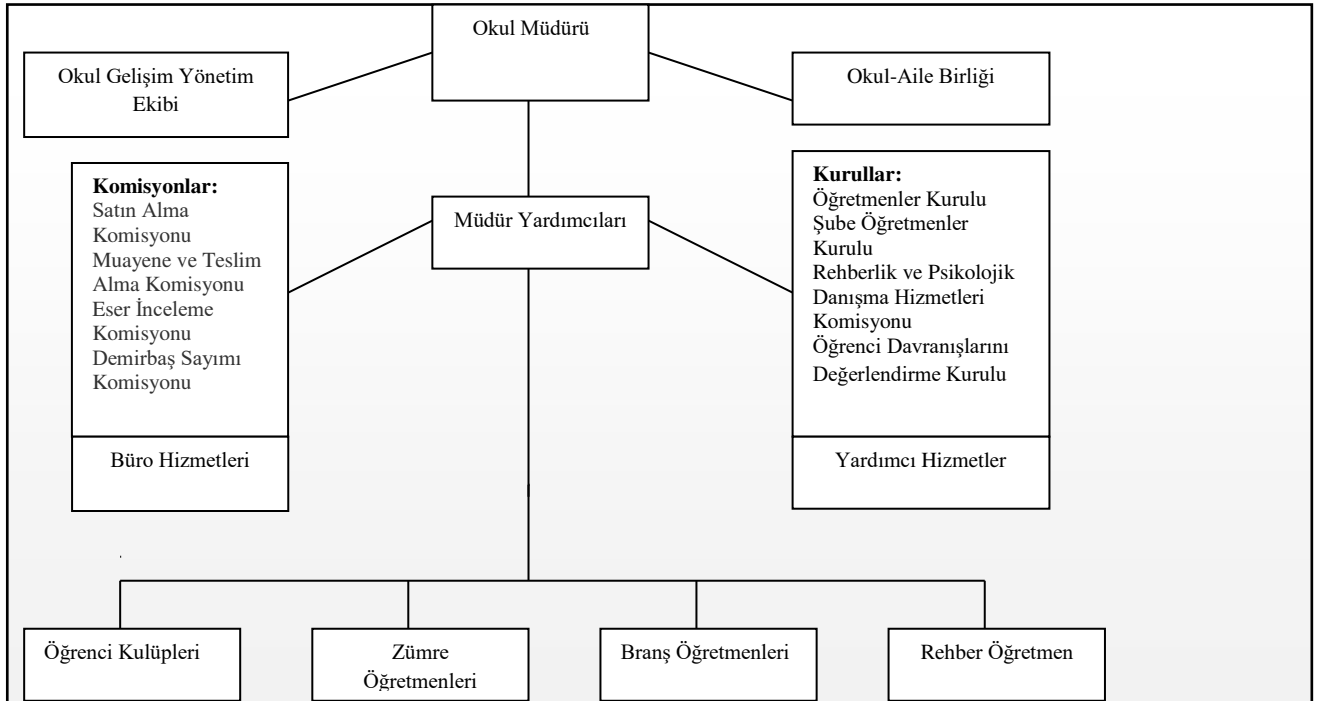 Okul Müdürü
Okul Gelişim Yönetim
Ekibi
Okul-Aile Birliği
Komisyonlar:
Satın Alma
Komisyonu
Muayene ve Teslim
Alma Komisyonu
Eser İnceleme
Komisyonu
Demirbaş Sayımı
Komisyonu
Müdür Yardımcıları
Kurullar:
Öğretmenler Kurulu
Şube Öğretmenler
Kurulu
Rehberlik ve Psikolojik
Danışma Hizmetleri
Komisyonu
Öğrenci Davranışlarını
Değerlendirme Kurulu
Büro Hizmetleri
Yardımcı Hizmetler
Öğrenci Kulüpleri
Zümre
Öğretmenleri
Branş Öğretmenleri
Rehber Öğretmen